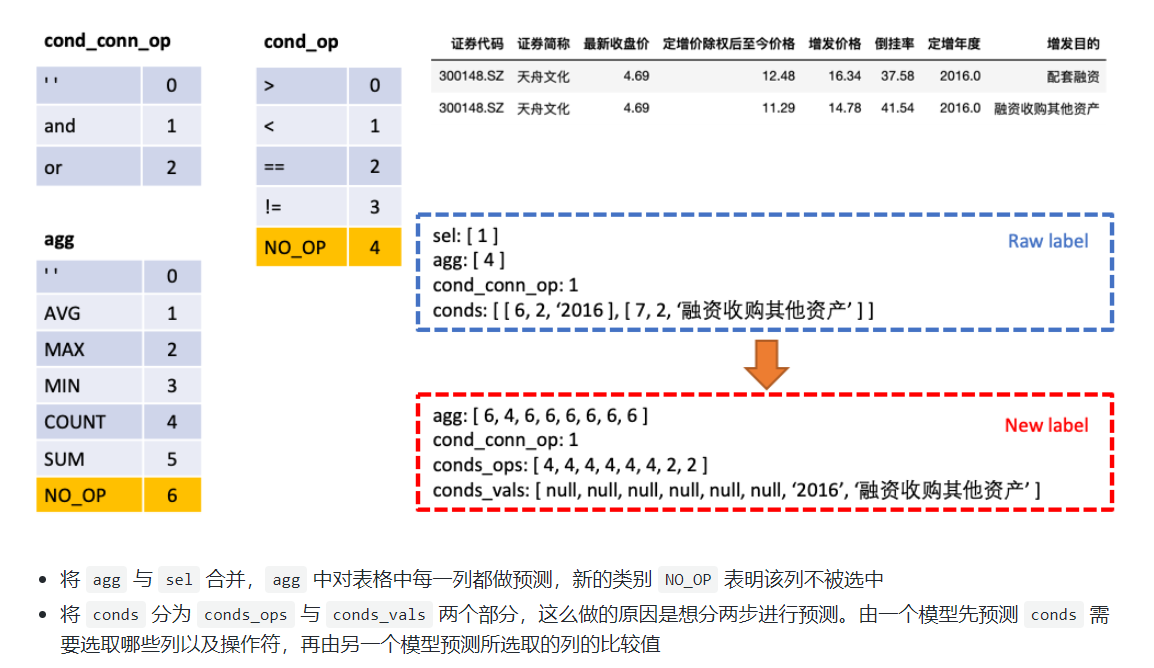 cond_conn_op
' ' 0
and 1
or 2
agg
' ' 0
AVG 1
MAX 2
MIN 3
COUNT 4
SUM 5
NO_OP 6
cond_op
> 0
< 1
== 2
!= 3
NO_OP 4
证券代码 证券简称 最新收盘价 定增价除权后至今价格 增发价格 倒挂率 定增年度 增发目的
300148.SZ 天舟文化 4.69 12.48 16.34 37.58 2016.0 配套融资
300148.SZ 天舟文化 4.69 11.29 14.78 41.54 2016.0 融资收购其他资产
Raw label
sel: [ 1 ]
agg: [ 4 ]
cond_conn_op: 1
conds: [ [ 6, 2, ‘2016 ], [ 7, 2, ‘融资收购其他资产’ ] ]
New label
agg: [ 6, 4, 6, 6, 6, 6, 6, 6 ]
cond_conn_op: 1
conds_ops: [ 4, 4, 4, 4, 4, 4, 2, 2 ]
conds_vals: [ null, null, null, null, null, null, ‘2016’, ‘融资收购其他资产’ ]
• 将 agg 与 sel 合并，agg 中对表格中每一列都做预测，新的类别 NO_OP 表明该列不被选中
• 将 conds 分为 conds_ops 与 conds_vals 两个部分，这么做的原因是想分两步进行预测。由一个模型先预测 conds 需
要选取哪些列以及操作符，再由另一个模型预测所选取的列的比较值